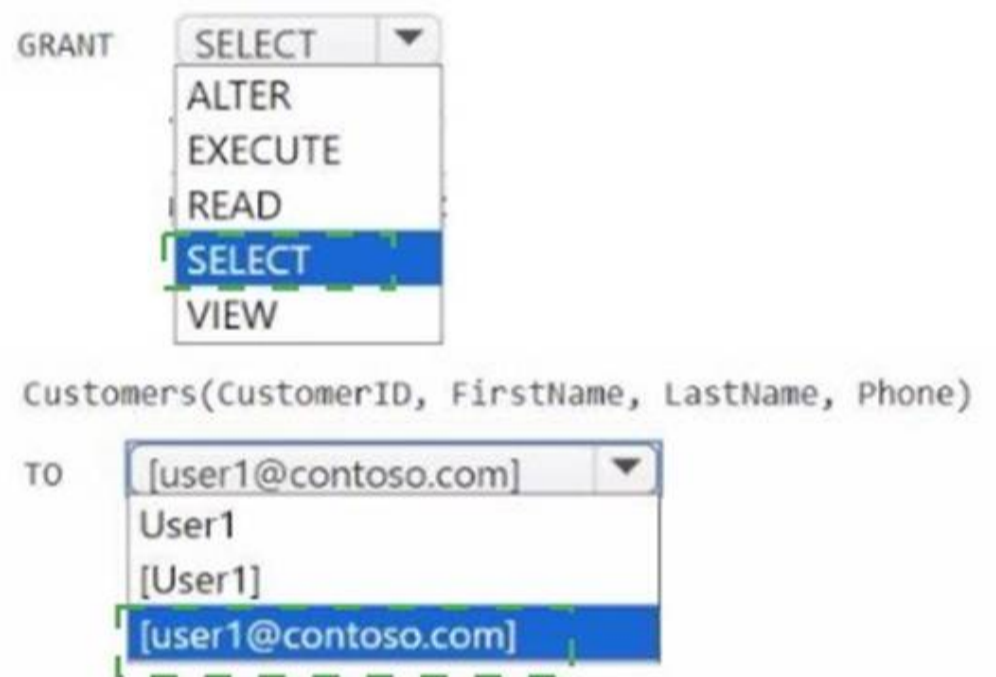 GRANT SELECT
ALTER
EXECUTE
READ
SELECT
VIEW
Customers(CustomerID, FirstName, LastName, Phone)
TO [user1@contoso.com]
User1
[User1]
[user1@contoso.com]